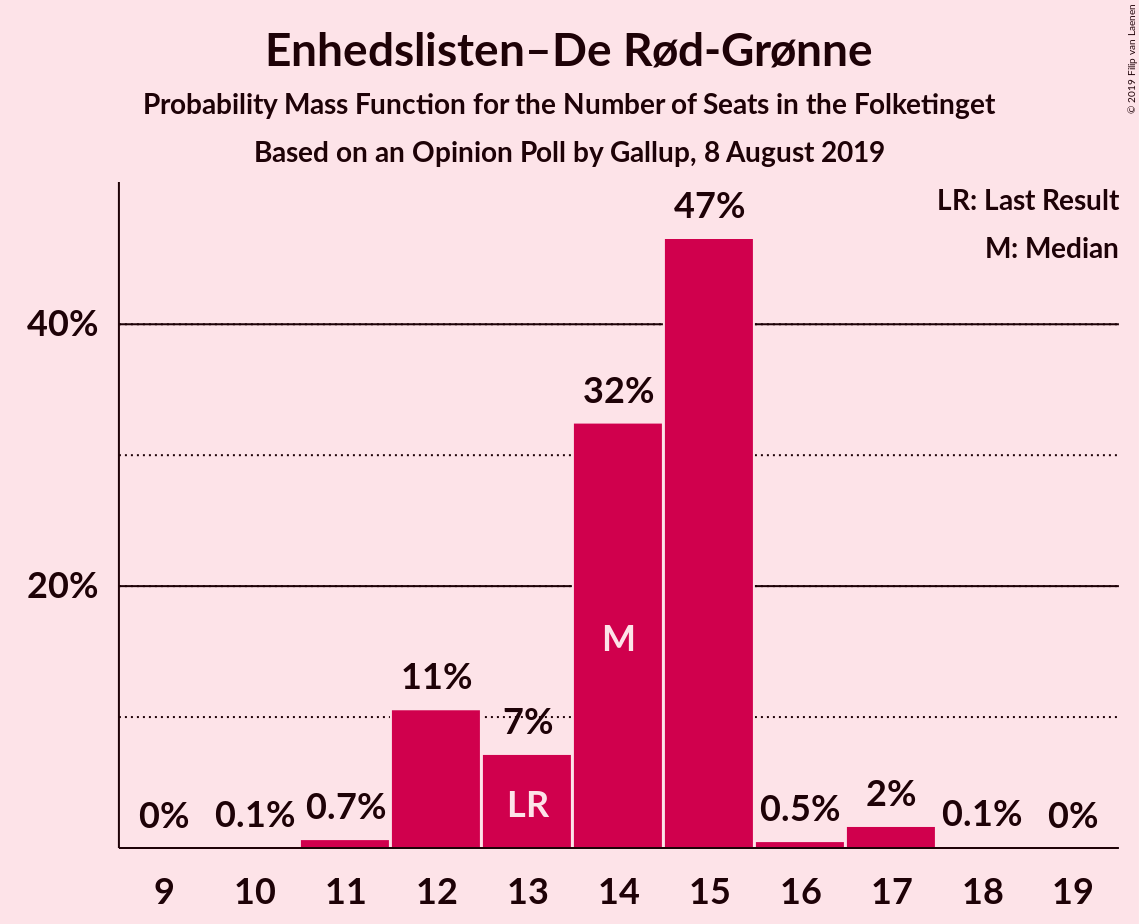 Enhedslisten–De Rød-Grønne
Probability Mass Function for the Number of Seats in the Folketinget
Based on an Opinion Poll by Gallup, 8 August 2019
© 2019 Filip van Laenen
LR: Last Result
M: Median
40%
20%
0%
0.1%
0.7%
11%
7%
32%
47%
0.5%
2%
0.1%
0%
LR
M
9 10 11 12 13 14 15 16 17 18 19